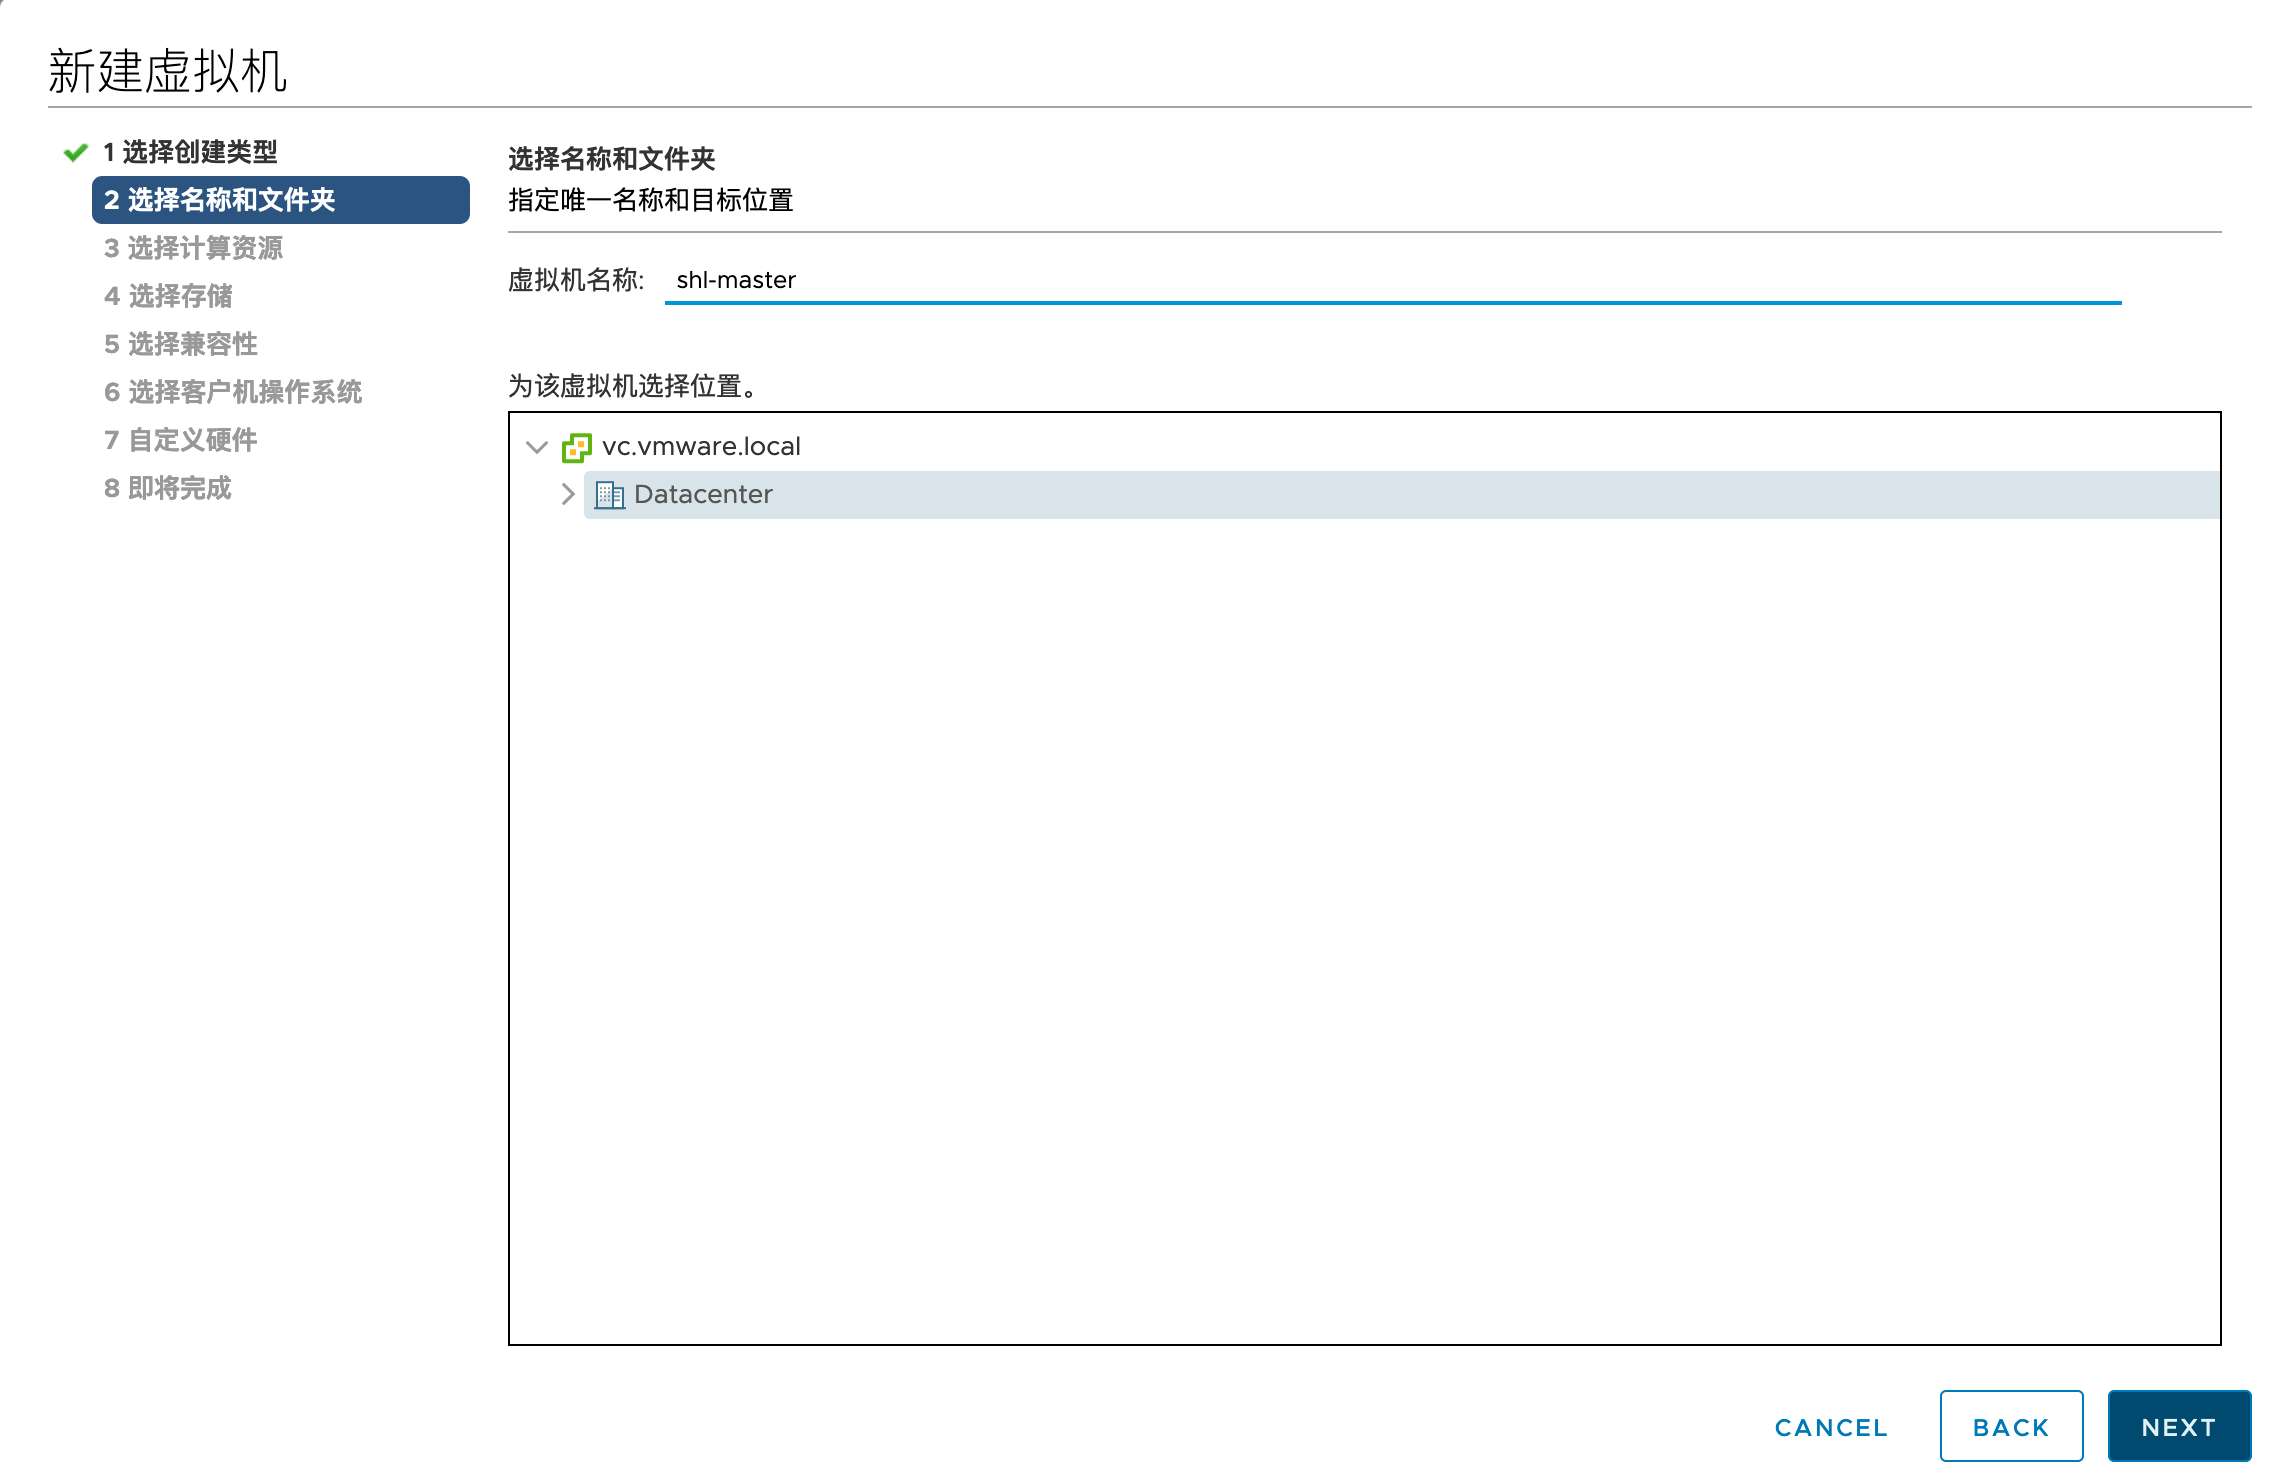 新建虚拟机
1 选择创建类型
2 选择名称和文件夹
3 选择计算资源
4 选择存储
5 选择兼容性
6 选择客户机操作系统
7 自定义硬件
8 即将完成
选择名称和文件夹
指定唯一名称和目标位置
虚拟机名称: shl-master
为该虚拟机选择位置。
vc.vmware.local
Datacenter
CANCEL BACK NEXT